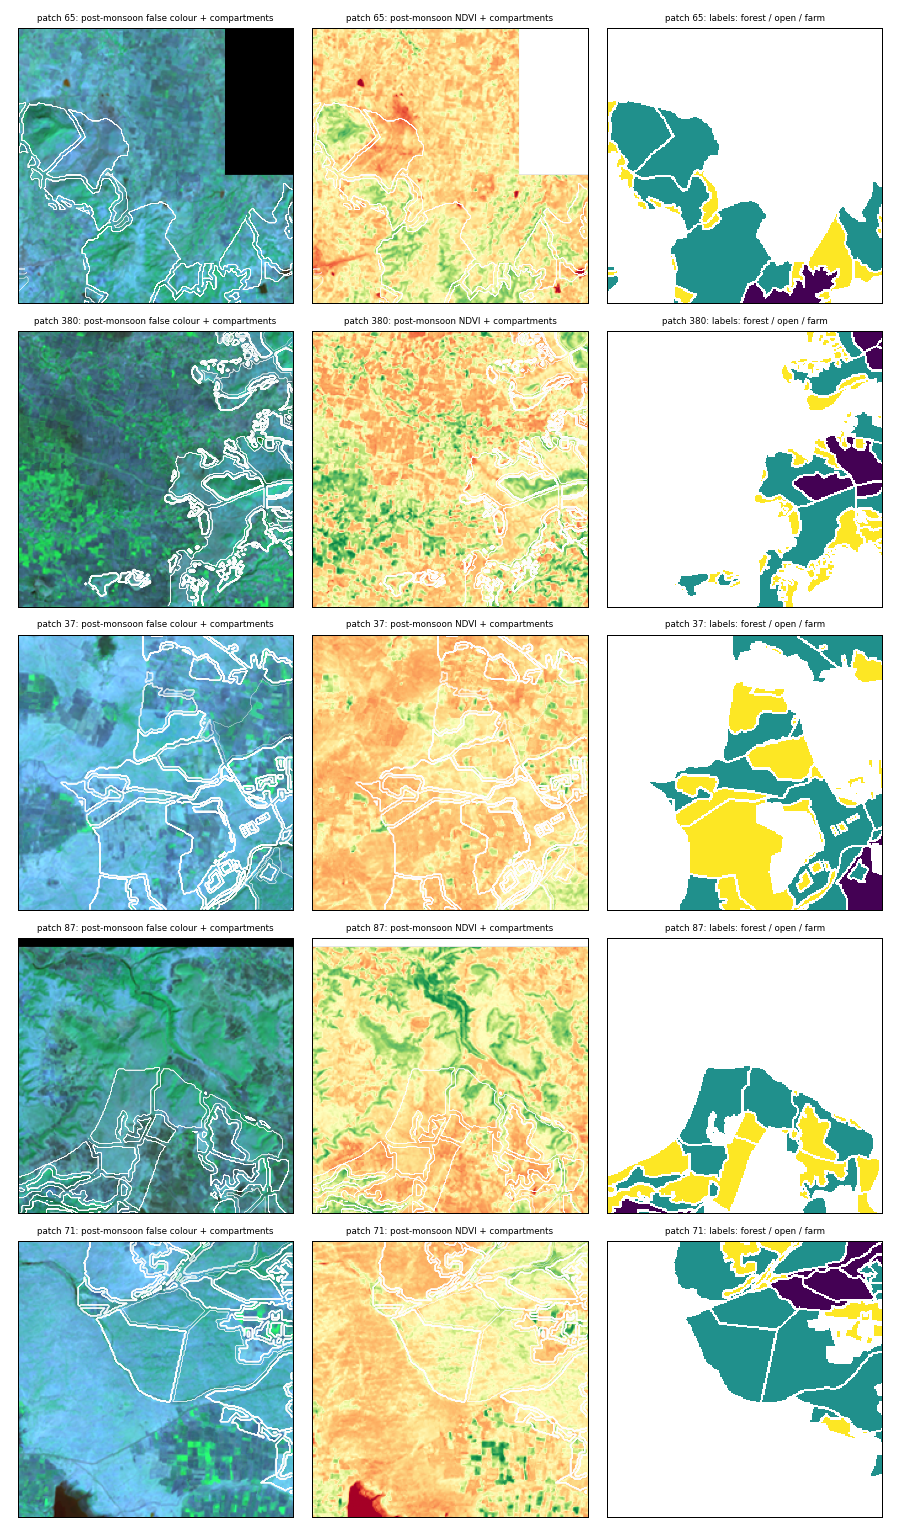 patch 65: post-monsoon false colour + compartments
patch 65: post-monsoon NDVI + compartments
patch 65: labels: forest / open / farm
patch 380: post-monsoon false colour + compartments
patch 380: post-monsoon NDVI + compartments
patch 380: labels: forest / open / farm
patch 37: post-monsoon false colour + compartments
patch 37: post-monsoon NDVI + compartments
patch 37: labels: forest / open / farm
patch 87: post-monsoon false colour + compartments
patch 87: post-monsoon NDVI + compartments
patch 87: labels: forest / open / farm
patch 71: post-monsoon false colour + compartments
patch 71: post-monsoon NDVI + compartments
patch 71: labels: forest / open / farm